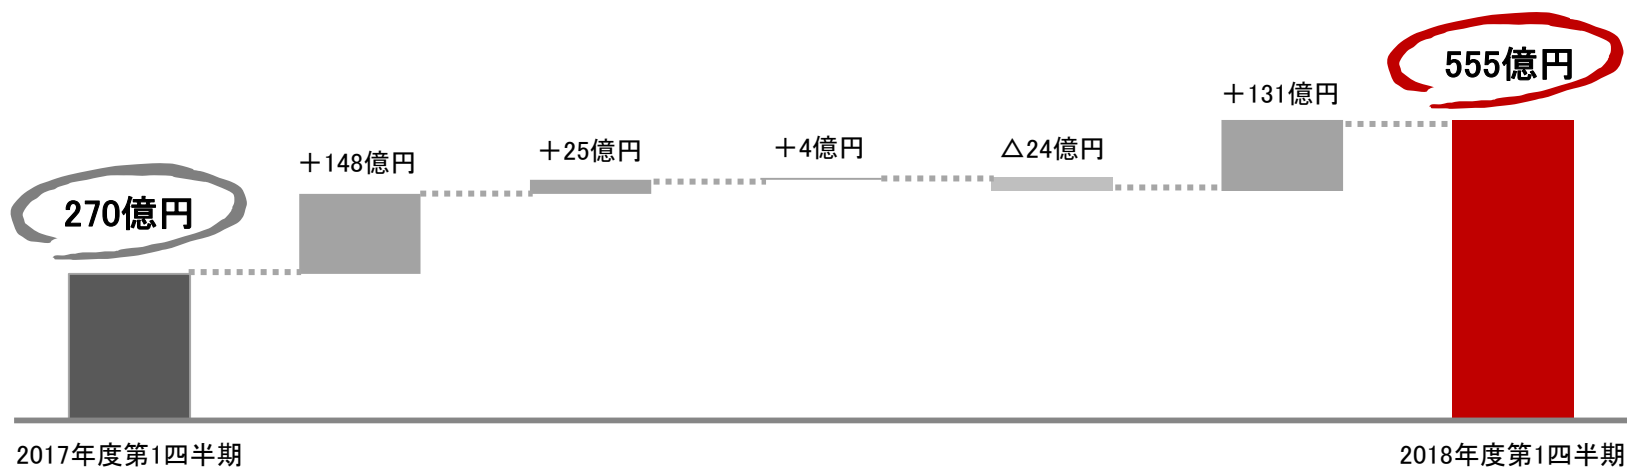 555億円
+131億円
+148億円
+25億円
+4億円
△24億円
270億円
2017年度第1四半期
2018年度第1四半期